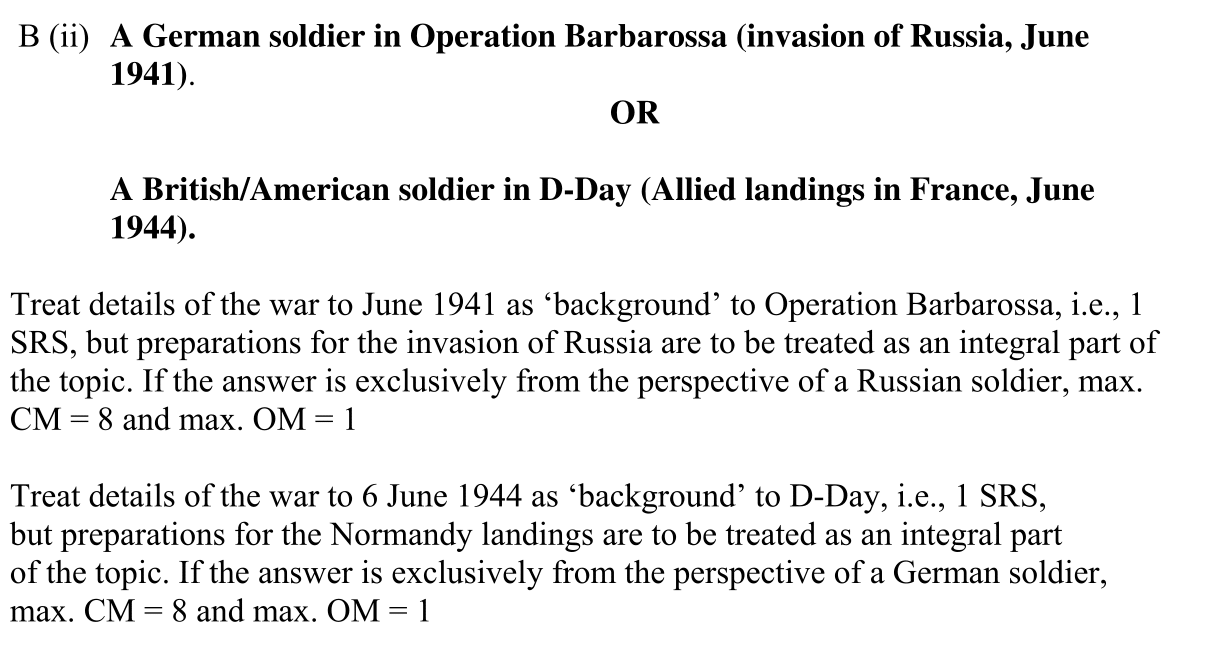 B (ii) A German soldier in Operation Barbarossa (invasion of Russia, June
1941).
OR
A British/American soldier in D-Day (Allied landings in France, June
1944).
Treat details of the war to June 1941 as ‘background’ to Operation Barbarossa, i.e., 1
SRS, but preparations for the invasion of Russia are to be treated as an integral part of
the topic. If the answer is exclusively from the perspective of a Russian soldier, max.
CM = 8 and max. OM = 1
Treat details of the war to 6 June 1944 as ‘background’ to D-Day, i.e., 1 SRS,
but preparations for the Normandy landings are to be treated as an integral part
of the topic. If the answer is exclusively from the perspective of a German soldier,
max. CM = 8 and max. OM = 1